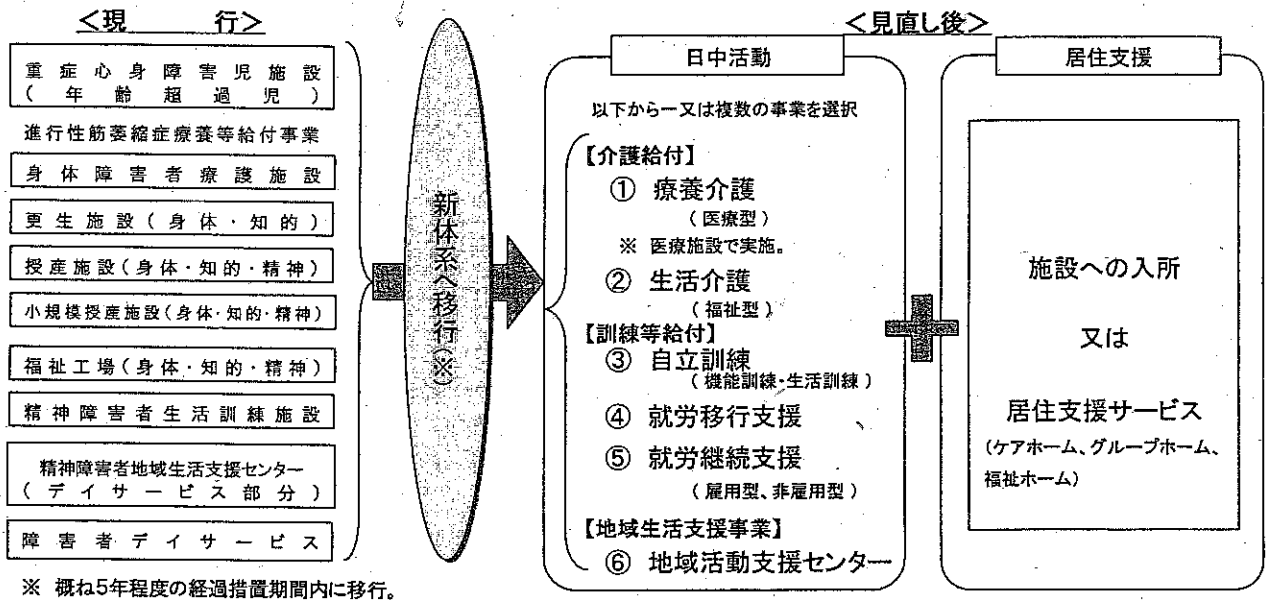 <現　　行>
重症心身障害児施設
(年齢超過児)
進行性筋萎縮症療養等給付事業
身体障害者療護施設
更生施設(身体・知的)
授産施設(身体・知的・精神)
小規模授産施設(身体・知的・精神)
福祉工場(身体・知的・精神)
精神障害者生活訓練施設
精神障害者地域生活支援センター
(デイサービス部分)
障害者デイサービス
※ 概ね5年程度の経過措置期間内に移行。
新体系へ移行(※)
<見直し後>
日中活動
以下から一又は複数の事業を選択
【介護給付】
① 療養介護
(医療型)
※ 医療施設で実施。
② 生活介護
(福祉型)
【訓練等給付】
③ 自立訓練
(機能訓練・生活訓練)
④ 就労移行支援
⑤ 就労継続支援
(雇用型、非雇用型)
【地域生活支援事業】
⑥ 地域活動支援センター
居住支援
施設への入所
又は
居住支援サービス
(ケアホーム、グループホーム、
福祉ホーム)